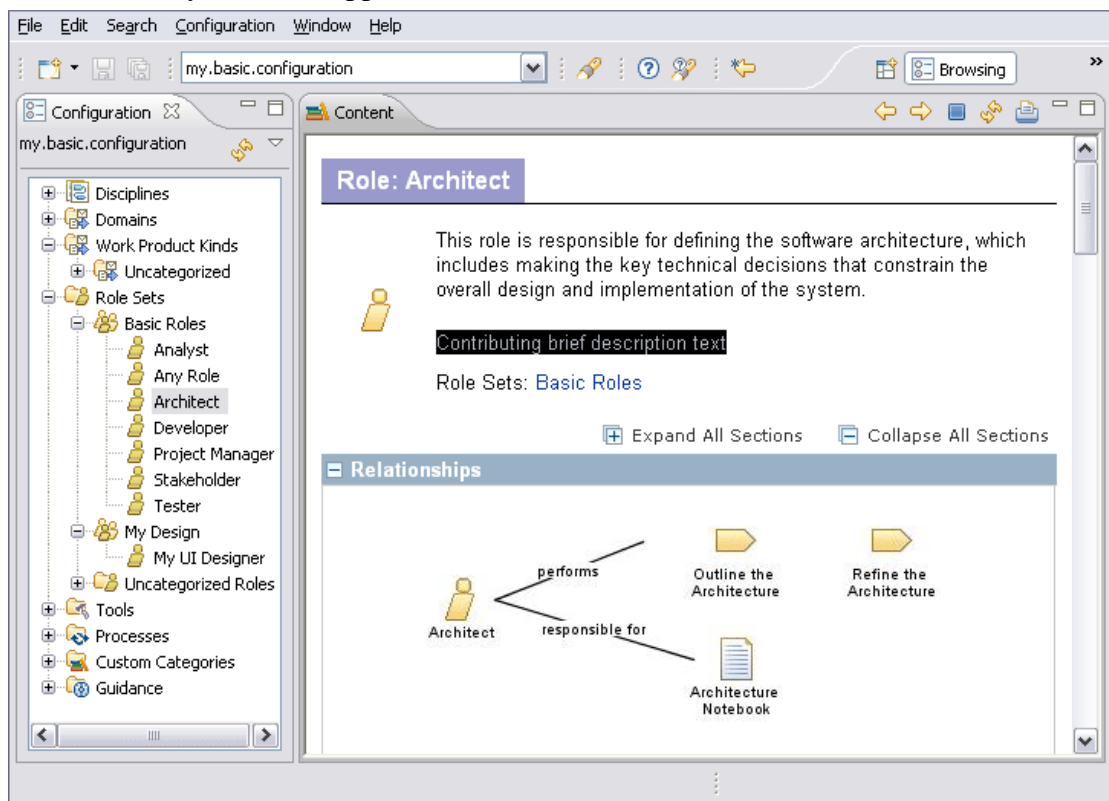 File Edit Search Configuration Window Help
my.basic.configuration
Browsing
»
Configuration
my.basic.configuration
Disciplines
Domains
Work Product Kinds
Uncategorized
Role Sets
Basic Roles
Analyst
Any Role
Architect
Developer
Project Manager
Stakeholder
Tester
My Design
My UI Designer
Uncategorized Roles
Tools
Processes
Custom Categories
Guidance
Content
Role: Architect
This role is responsible for defining the software architecture, which
includes making the key technical decisions that constrain the
overall design and implementation of the system.
Contributing brief description text
Role Sets: Basic Roles
Expand All Sections Collapse All Sections
Relationships
performs
Outline the
Architecture
Refine the
Architecture
Architect
responsible for
Architecture
Notebook